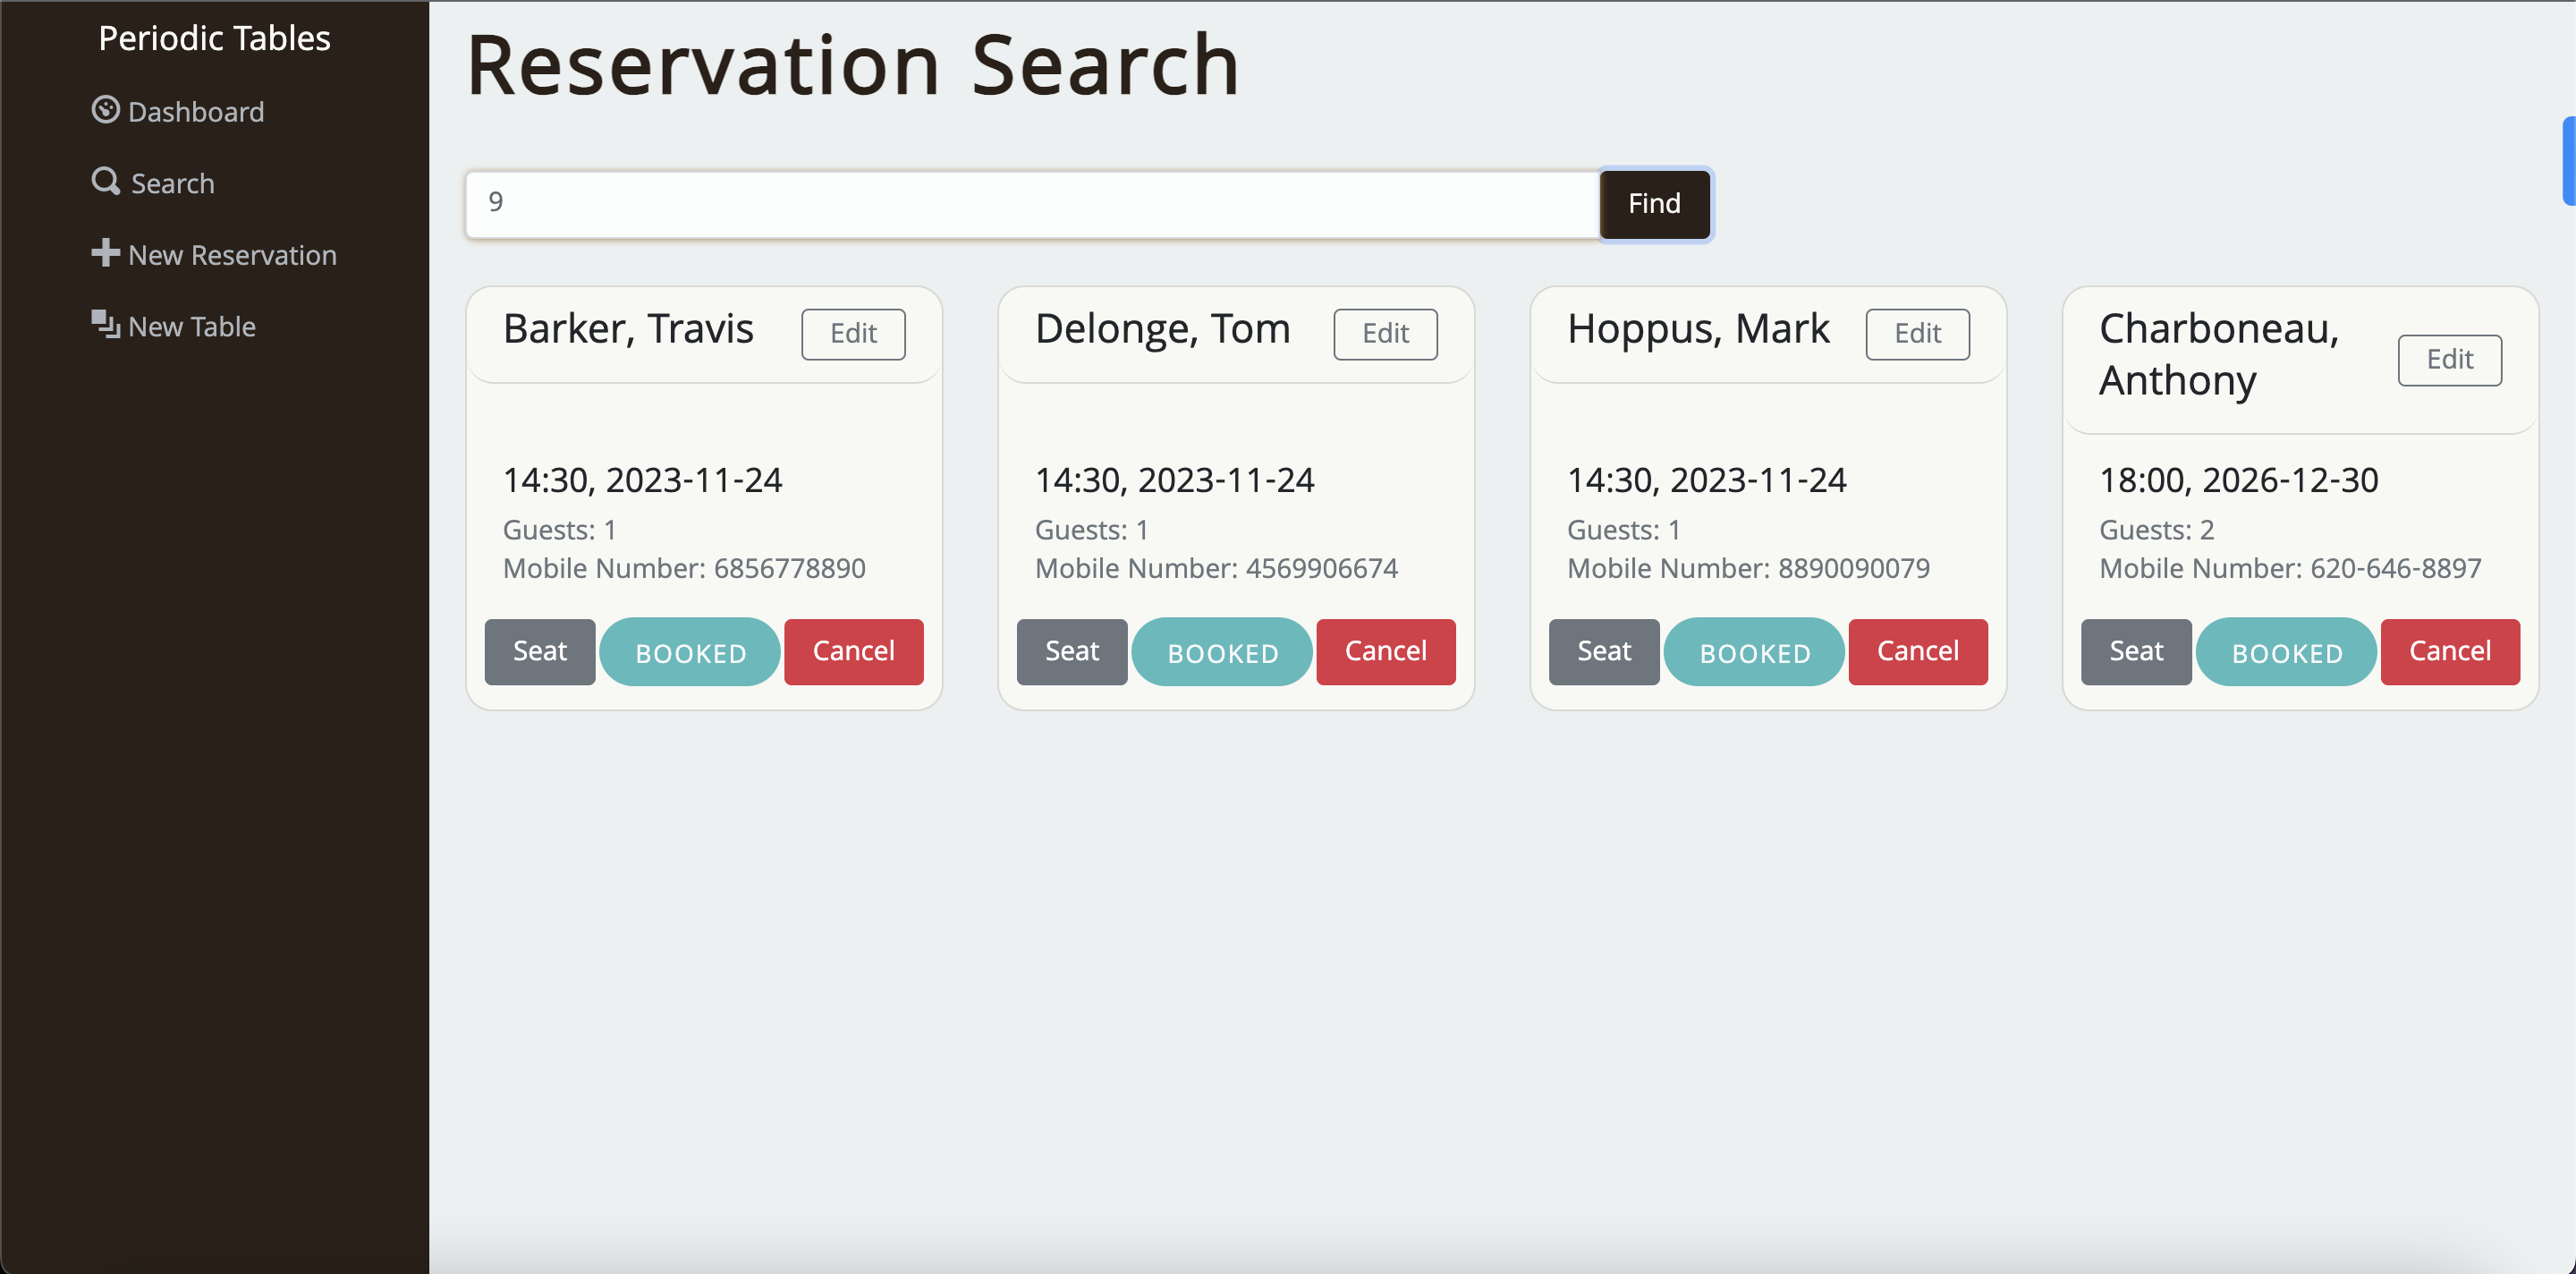 Periodic Tables
Dashboard
Search
New Reservation
New Table
Reservation Search
9
Find
Barker, Travis
Edit
14:30, 2023-11-24
Guests: 1
Mobile Number: 6856778890
Seat
BOOKED
Cancel
Delonge, Tom
Edit
14:30, 2023-11-24
Guests: 1
Mobile Number: 4569906674
Seat
BOOKED
Cancel
Hoppus, Mark
Edit
14:30, 2023-11-24
Guests: 1
Mobile Number: 8890090079
Seat
BOOKED
Cancel
Charboneau,
Anthony
Edit
18:00, 2026-12-30
Guests: 2
Mobile Number: 620-646-8897
Seat
BOOKED
Cancel